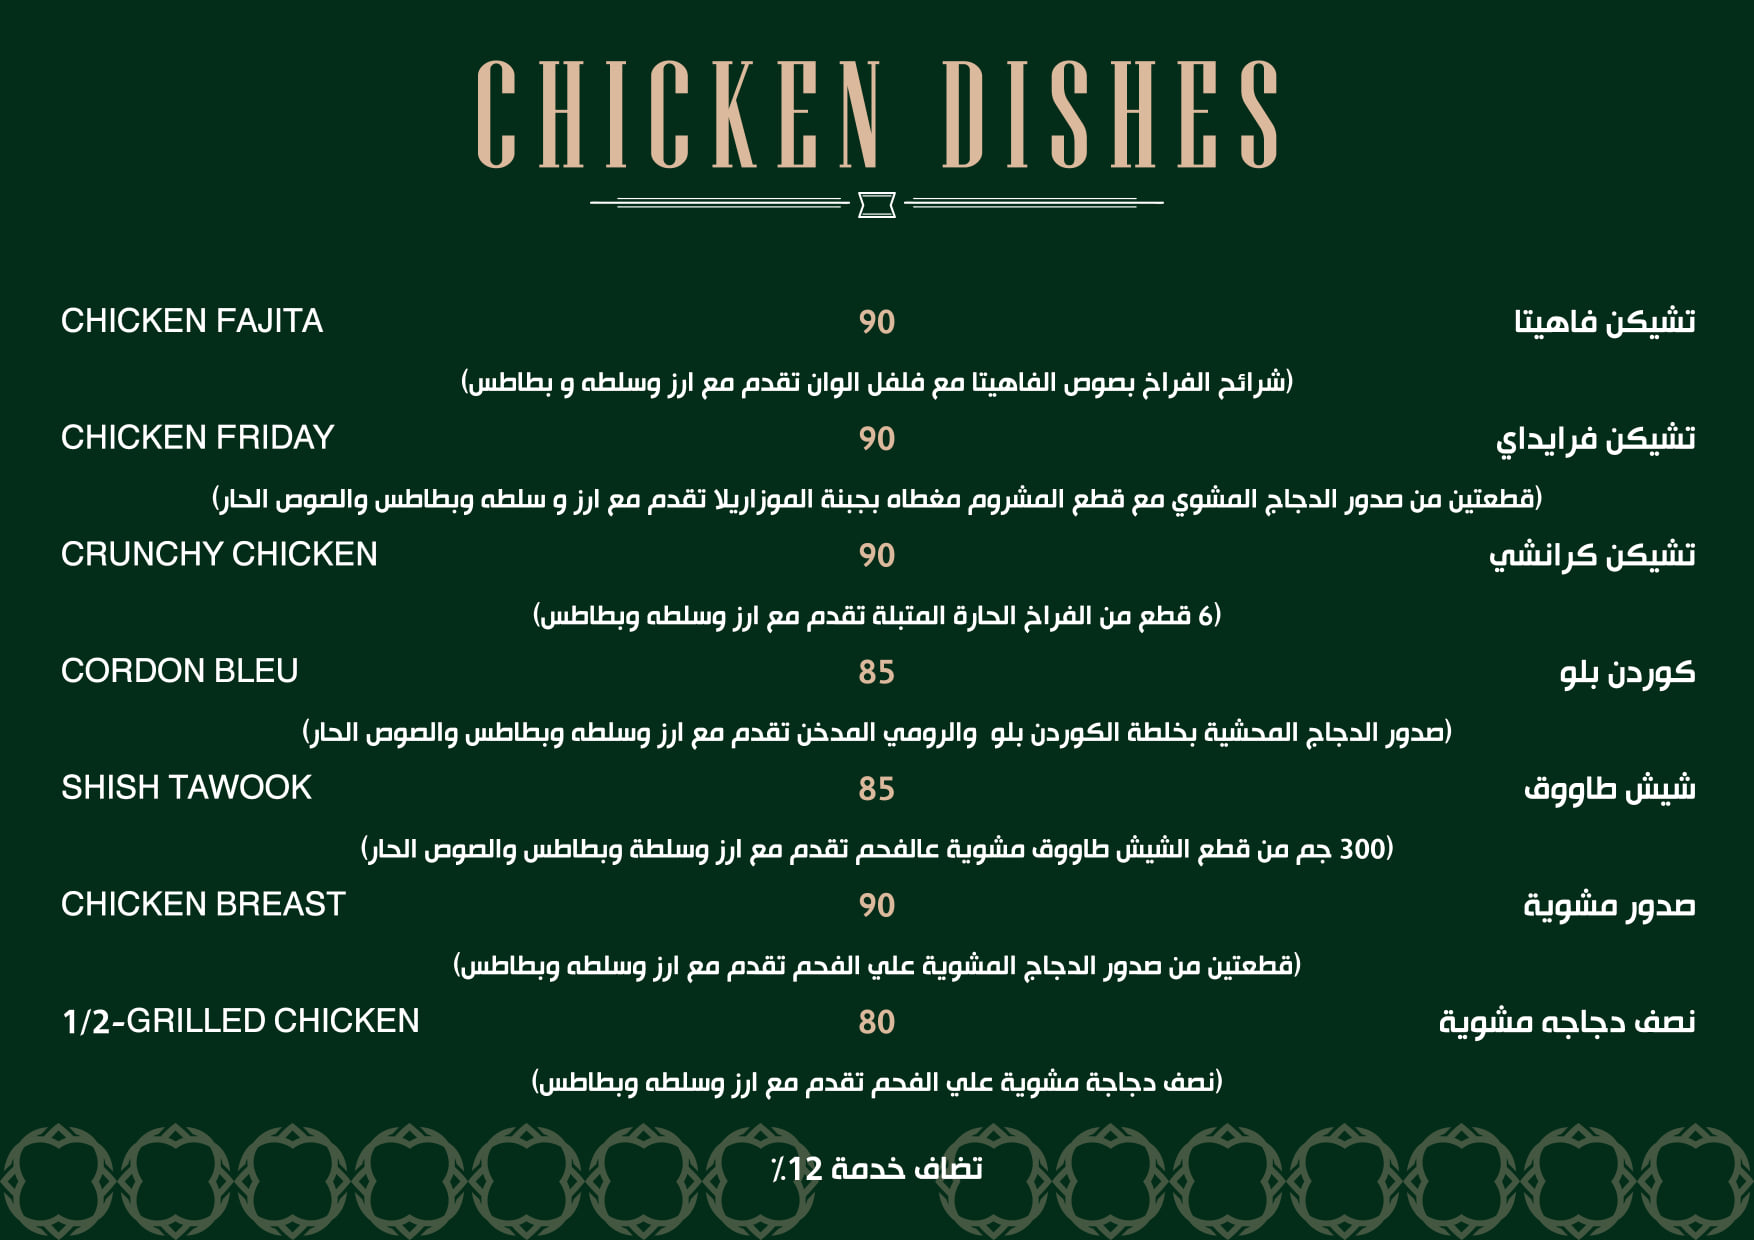 CHICKEN DISHES
CHICKEN FAJITA 90 تشيكن فاهيتا
(شرائح الفراخ بصوص الفاهيتا مع فلفل الوان تقدم مع ارز وسلطه و بطاطس)
CHICKEN FRIDAY 90 تشيكن فرايداي
(قطعتين من صدور الدجاج المشوي مع قطع المشروم مغطاه بجبنة الموزاريلا تقدم مع ارز و سلطه وبطاطس والصوص الحار)
CRUNCHY CHICKEN 90 تشيكن كرانشي
(6 قطع من الفراخ الحارة المتبلة تقدم مع ارز وسلطه وبطاطس)
CORDON BLEU 85 كوردن بلو
(صدور الدجاج المحشية بخلطة الكوردن بلو والرومي المدخن تقدم مع ارز وسلطه وبطاطس والصوص الحار)
SHISH TAWOOK 85 شيش طاووق
(300 جم من قطع الشيش طاووق مشوية عالفحم تقدم مع ارز وسلطة وبطاطس والصوص الحار)
CHICKEN BREAST 90 صدور مشوية
(قطعتين من صدور الدجاج المشوية علي الفحم تقدم مع ارز وسلطه وبطاطس)
1/2-GRILLED CHICKEN 80 نصف دجاجه مشوية
(نصف دجاجة مشوية علي الفحم تقدم مع ارز وسلطه وبطاطس)
تضاف خدمة 12٪